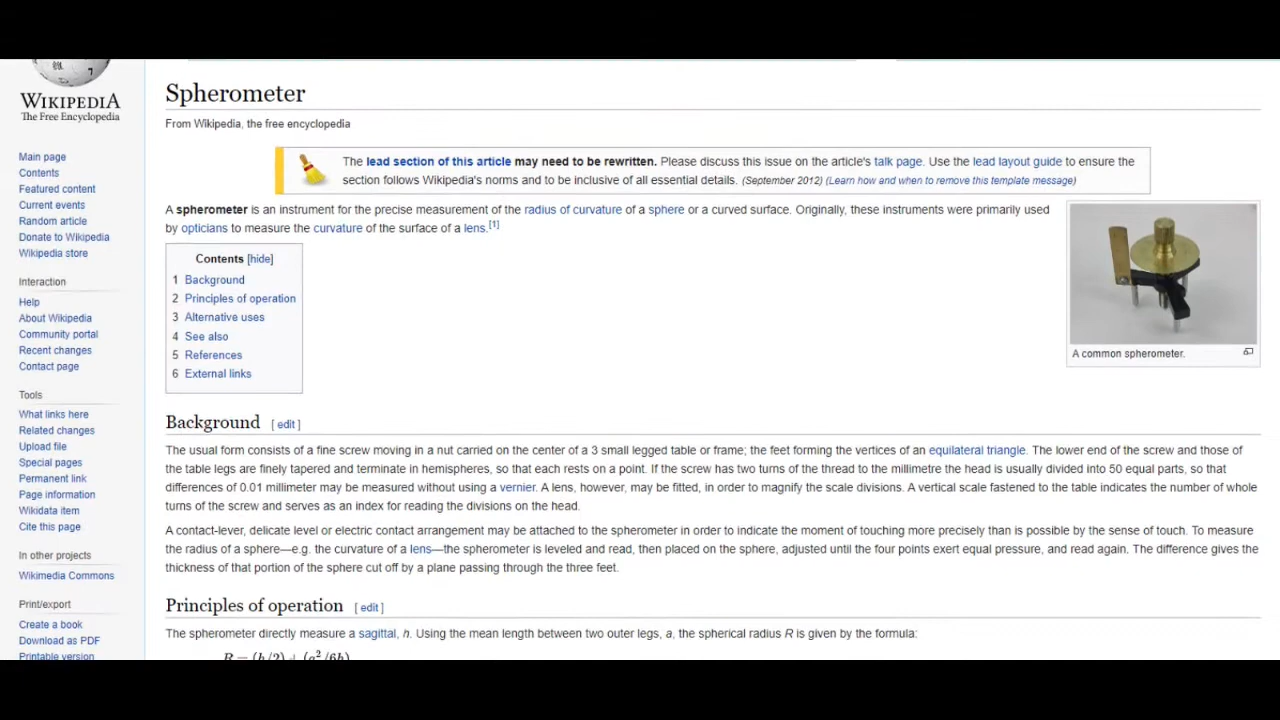 WIKIPEDIA
The Free Encyclopedia
Main page
Contents
Featured content
Current events
Random article
Donate to Wikipedia
Wikipedia store
Interaction
Help
About Wikipedia
Community portal
Recent changes
Contact page
Tools
What links here
Related changes
Upload file
Special pages
Permanent link
Page information
Wikidata item
Cite this page
In other projects
Wikimedia Commons
Print/export
Create a book
Download as PDF
Printable version
Spherometer
From Wikipedia, the free encyclopedia
The lead section of this article may need to be rewritten. Please discuss this issue on the article's talk page. Use the lead layout guide to ensure the
section follows Wikipedia's norms and to be inclusive of all essential details. (September 2012) (Learn how and when to remove this template message)
A spherometer is an instrument for the precise measurement of the radius of curvature of a sphere or a curved surface. Originally, these instruments were primarily used
by opticians to measure the curvature of the surface of a lens.[1]
A common spherometer.
Contents [hide]
1 Background
2 Principles of operation
3 Alternative uses
4 See also
5 References
6 External links
Background [ edit ]
The usual form consists of a fine screw moving in a nut carried on the center of a 3 small legged table or frame; the feet forming the vertices of an equilateral triangle. The lower end of the screw and those of
the table legs are finely tapered and terminate in hemispheres, so that each rests on a point. If the screw has two turns of the thread to the millimetre the head is usually divided into 50 equal parts, so that
differences of 0.01 millimeter may be measured without using a vernier. A lens, however, may be fitted, in order to magnify the scale divisions. A vertical scale fastened to the table indicates the number of whole
turns of the screw and serves as an index for reading the divisions on the head.
A contact-lever, delicate level or electric contact arrangement may be attached to the spherometer in order to indicate the moment of touching more precisely than is possible by the sense of touch. To measure
the radius of a sphere—e.g. the curvature of a lens—the spherometer is leveled and read, then placed on the sphere, adjusted until the four points exert equal pressure, and read again. The difference gives the
thickness of that portion of the sphere cut off by a plane passing through the three feet.
Principles of operation [ edit ]
The spherometer directly measure a sagittal, h. Using the mean length between two outer legs, a, the spherical radius R is given by the formula:
R = (h/2) + (a²/6h)